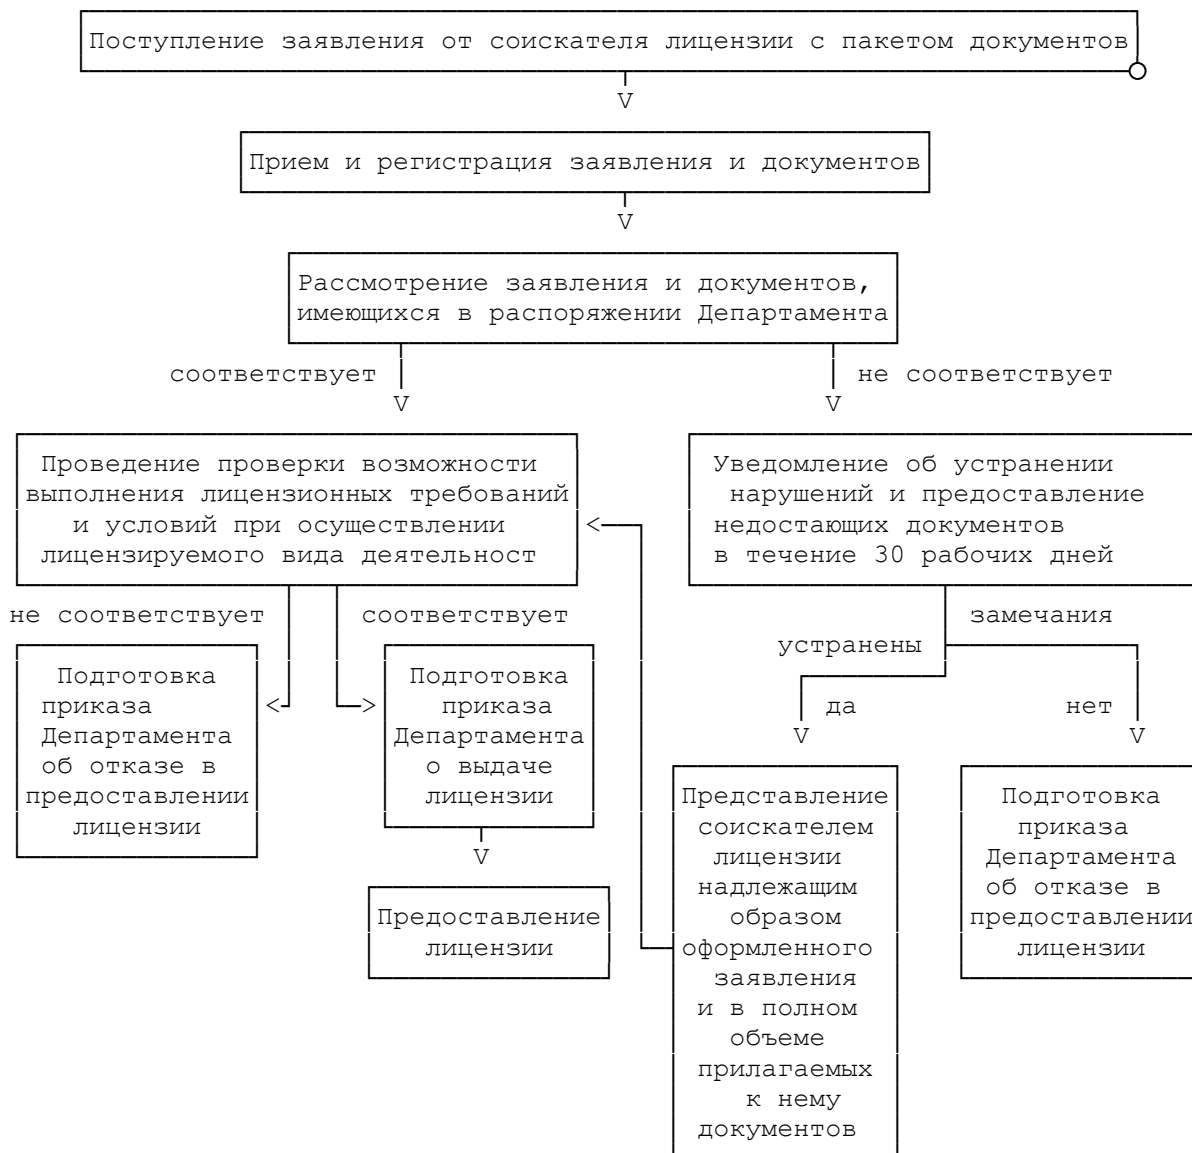 Поступление заявления от соискателя лицензии с пакетом документов
V
Прием и регистрация заявления и документов
V
Рассмотрение заявления и документов,
имеющихся в распоряжении Департамента
соответствует
не соответствует
V
V
Проведение проверки возможности
выполнения лицензионных требований
и условий при осуществлении
лицензируемого вида деятельност
<
Уведомление об устранении
нарушений и предоставление
недостающих документов
в течение 30 рабочих дней
не соответствует
соответствует
замечания
устранены
Подготовка
приказа
Департамента
об отказе в
предоставлении
лицензии
<
>
Подготовка
приказа
Департамента
о выдаче
лицензии
V
Предоставление
лицензии
да
нет
V
V
Представление
соискателем
лицензии
надлежащим
образом
оформленного
заявления
и в полном
объеме
прилагаемых
к нему
документов
Подготовка
приказа
Департамента
об отказе в
предоставлении
лицензии